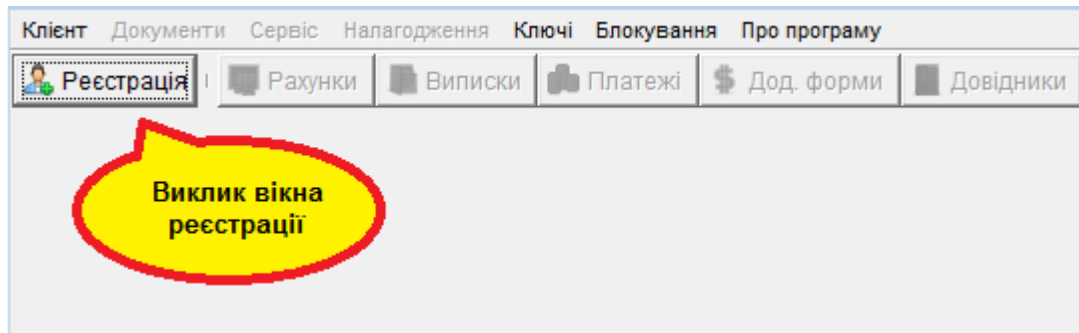 Клієнт Документи Сервіс Налагодження Ключі Блокування Про програму
Реєстрація Рахунки Виписки Платежі Дод. форми Довідники
Виклик вікна
реєстрації